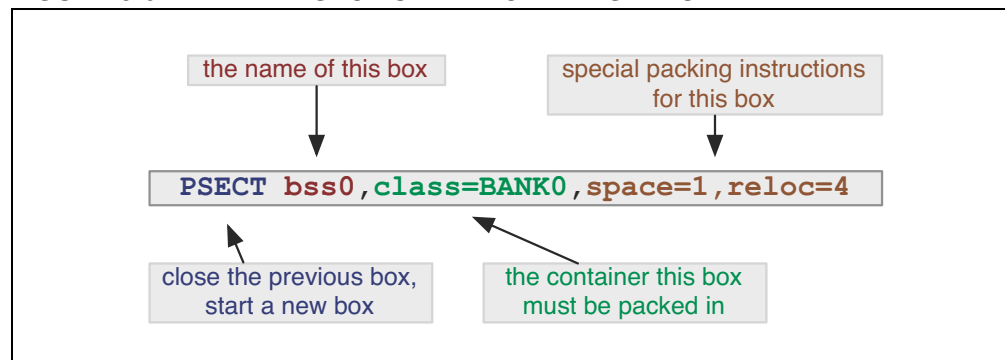 the name of this box
special packing instructions
for this box
PSECT bss0,class=BANK0,space=1,reloc=4
close the previous box,
start a new box
the container this box
must be packed in